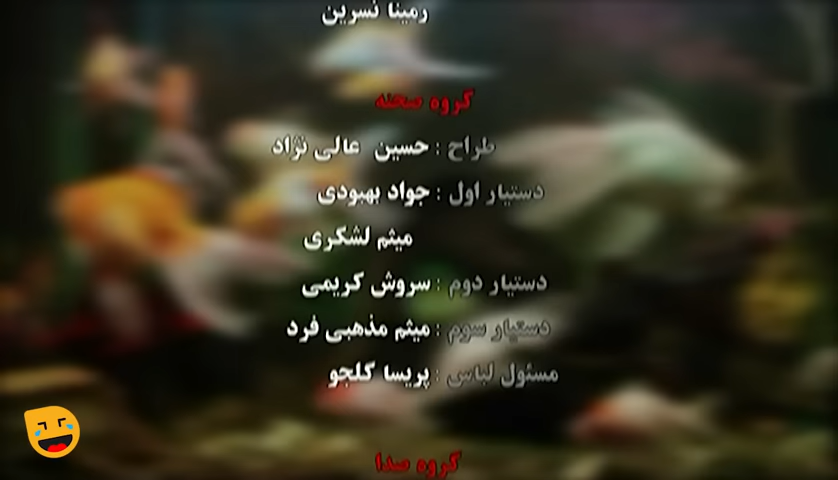 رمینا نسرین
گروه صحنه
طراح : حسین عالی نژاد
دستیار اول : جواد بهبودی
میثم لشگری
دستیار دوم : سروش کریمی
دستیار سوم : میثم مذهبی فرد
مسئول لباس : پریسا گلجو
گروه صدا